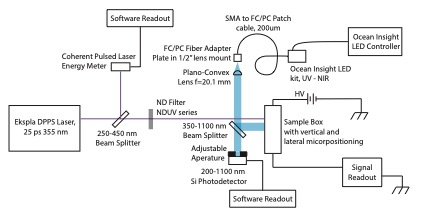 Software Readout
SMA to FC/PC Patch
cable, 200um
FC/PC Fiber Adapter
Plate in 1/2" lens mount
Ocean Insight
LED Controller
Coherent Pulsed Laser
Energy Meter
Plano-Convex
Lens f=20.1 mm
Ocean Insight LED
kit, UV - NIR
ND Filter
NDUV series
HV
Ekspla DPPS Laser,
25 ps 355 nm
250-450 nm
Beam Splitter
350-1100 nm
Beam Splitter
Sample Box
with vertical and
lateral micorpositioning
Adjustable
Aperature
200-1100 nm
Si Photodetector
Signal
Readout
Software Readout